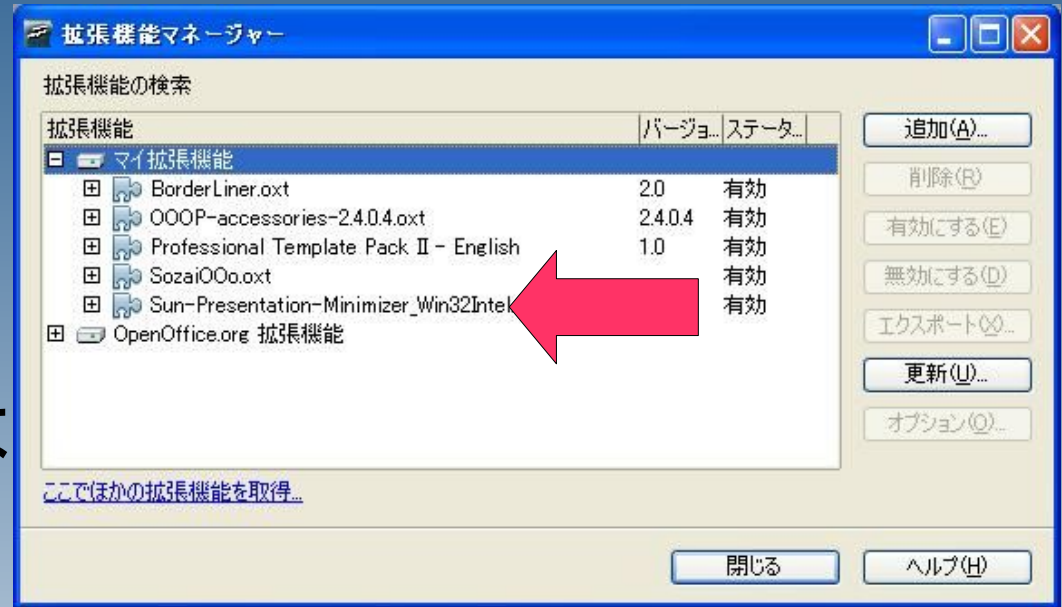 拡張機能マネージャー
拡張機能の検索
拡張機能 バージョ... ステータ...
マイ拡張機能
BorderLiner.oxt 2.0 有効
OOOP-accessories-2.4.0.4.oxt 2.4.0.4 有効
Professional Template Pack II - English 1.0 有効
SozaiOOo.oxt 有効
Sun-Presentation-Minimizer_Win32Intel 有効
OpenOffice.org 拡張機能
ここでほかの拡張機能を取得...
追加(A)...
削除(R)
有効にする(E)
無効にする(D)
エクスポート(X)...
更新(U)...
オプション(O)...
閉じる
ヘルプ(H)